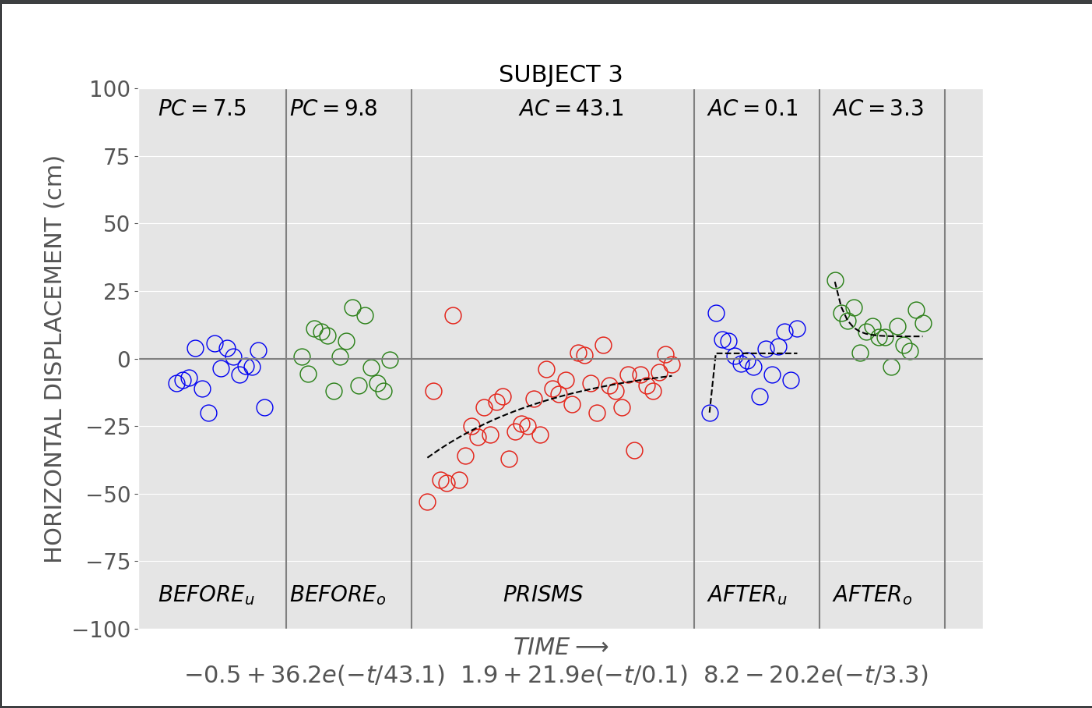 SUBJECT 3
100
75
50
25
0
−25
−50
−75
−100
HORIZONTAL DISPLACEMENT (cm)
PC = 7.5 PC = 9.8 AC = 43.1 AC = 0.1 AC = 3.3
BEFOREu BEFOREo PRISMS AFTERu AFTERo
TIME ⟶
−0.5 + 36.2e(−t/43.1) 1.9 + 21.9e(−t/0.1) 8.2 − 20.2e(−t/3.3)